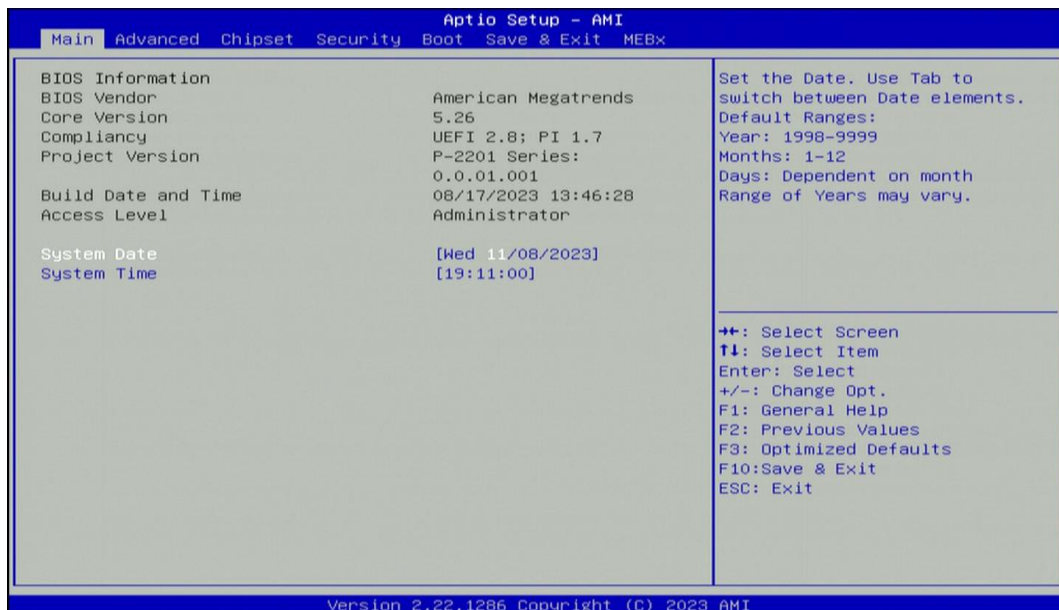 Aptio Setup – AMI
Main Advanced Chipset Security Boot Save & Exit MEBx
BIOS Information
BIOS Vendor American Megatrends
Core Version 5.26
Compliancy UEFI 2.8; PI 1.7
Project Version P-2201 Series:
0.0.01.001
Build Date and Time 08/17/2023 13:46:28
Access Level Administrator
System Date [Wed 11/08/2023]
System Time [19:11:00]
Set the Date. Use Tab to
switch between Date elements.
Default Ranges:
Year: 1998-9999
Months: 1-12
Days: Dependent on month
Range of Years may vary.
→←: Select Screen
↑↓: Select Item
Enter: Select
+/-: Change Opt.
F1: General Help
F2: Previous Values
F3: Optimized Defaults
F10:Save & Exit
ESC: Exit
Version 2.22.1286 Copyright (C) 2023 AMI